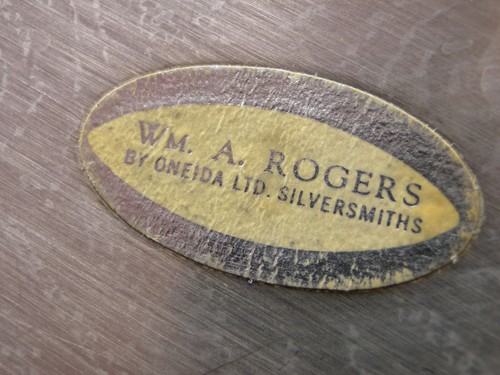 WM. A. ROGERS
BY ONEIDA LTD. SILVERSMITHS